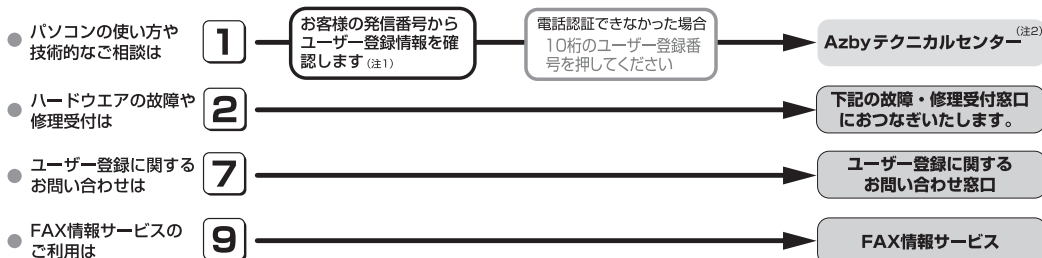 ● パソコンの使い方や
技術的なご相談は
1
お客様の発信番号から
ユーザー登録情報を確
認します(注1)
電話認証できなかった場合
10桁のユーザー登録番
号を押してください
Azbyテクニカルセンター(注2)
● ハードウエアの故障や
修理受付は
2
下記の故障・修理受付窓口
におつなぎいたします。
● ユーザー登録に関する
お問い合わせは
7
ユーザー登録に関する
お問い合わせ窓口
● FAX情報サービスの
ご利用は
9
FAX情報サービス